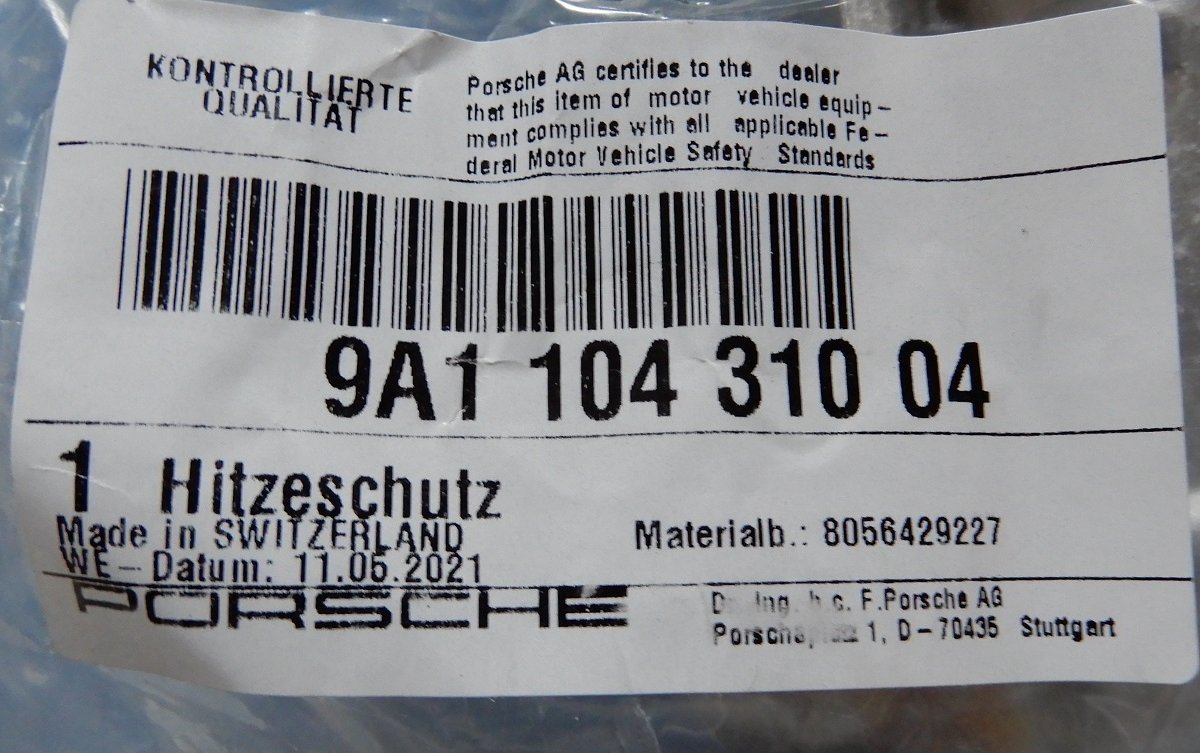 KONTROLLIERTE
QUALITÄT
Porsche AG certifies to the dealer
that this item of motor vehicle equip-
ment complies with all applicable Fe-
deral Motor Vehicle Safety Standards
9A1 104 310 04
1 Hitzeschutz
Made in SWITZERLAND
Materialb.: 8056429227
WE-Datum: 11.05.2021
PORSCHE
Ing. h c. F.Porsche AG
1, D-70435 Stuttgart